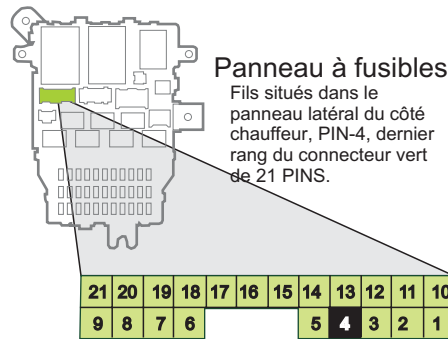 Panneau à fusibles
Fils situés dans le
panneau latéral du côté
chauffeur, PIN-4, dernier
rang du connecteur vert
de 21 PINS.
21 20 19 18 17 16 15 14 13 12 11 10
9 8 7 6 5 4 3 2 1